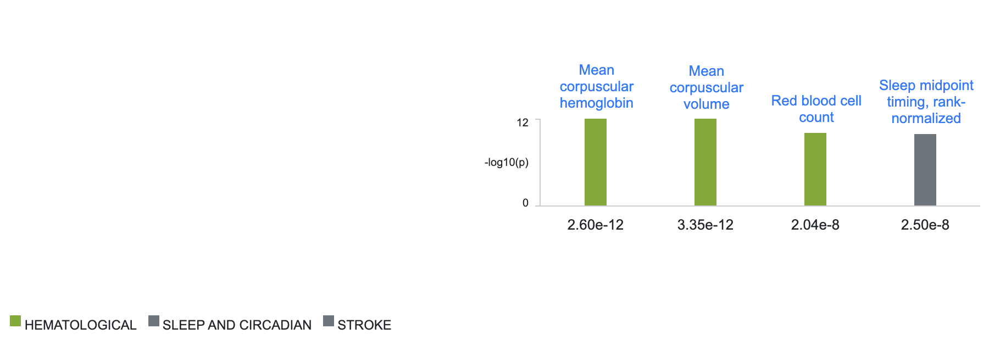 Mean
corpuscular
hemoglobin
Mean
corpuscular
volume
Red blood cell
count
Sleep midpoint
timing, rank-
normalized
12
-log10(p)
0
2.60e-12
3.35e-12
2.04e-8
2.50e-8
HEMATOLOGICAL
SLEEP AND CIRCADIAN
STROKE